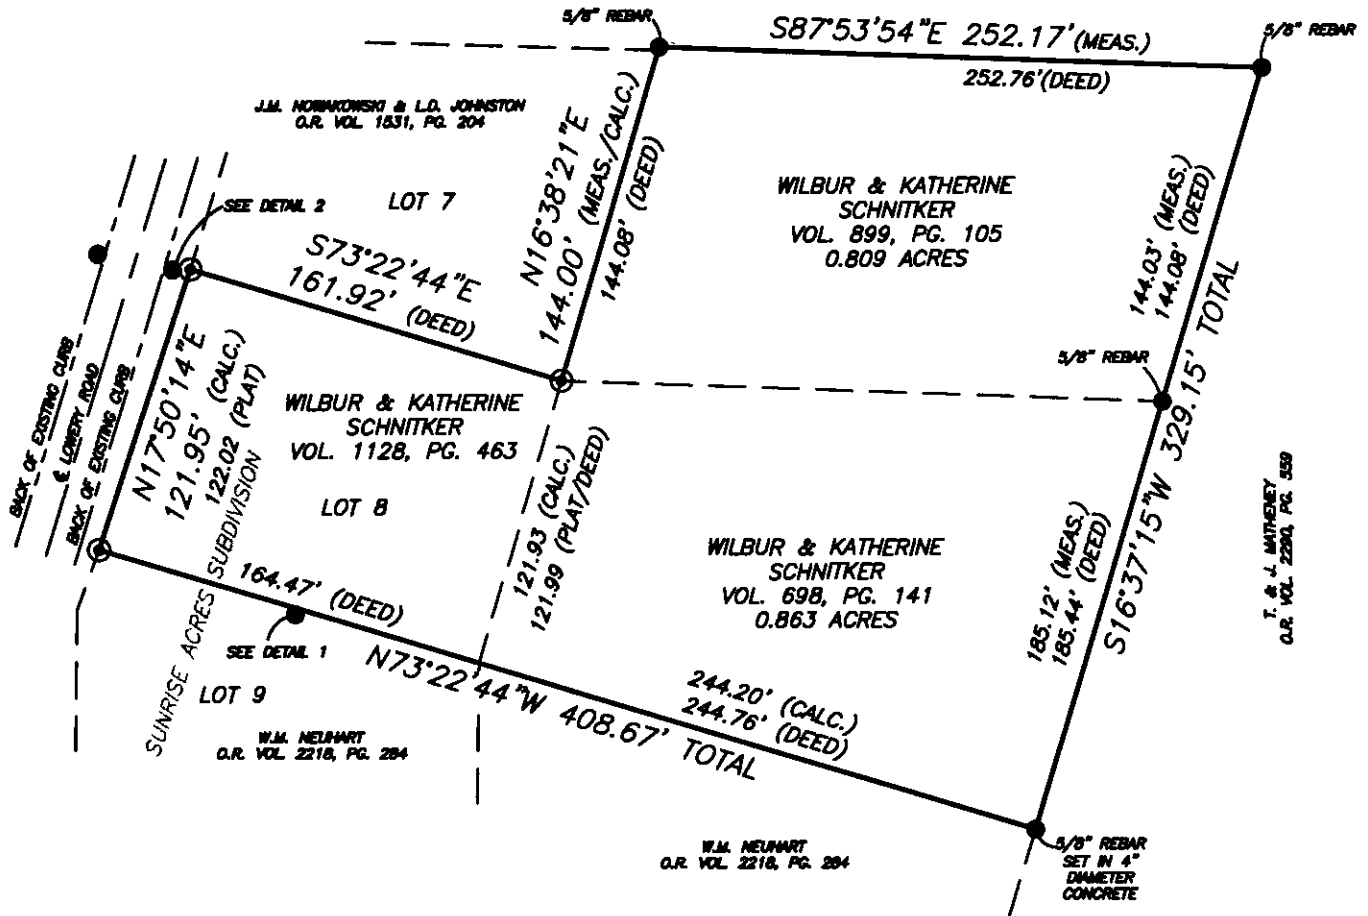 5/8" REBAR
S87°53'54"E 252.17' (MEAS.)
252.76' (DEED)
5/8" REBAR
J.M. NOWAKOWSKI & L.D. JOHNSTON
O.R. VOL. 1531, PG. 204
LOT 7
SEE DETAIL 2
N16°38'21"E
144.00' (MEAS./CALC.)
144.08' (DEED)
WILBUR & KATHERINE
SCHNITKER
VOL. 899, PG. 105
0.809 ACRES
144.03' (MEAS.)
144.08' (DEED)
S73°22'44"E
161.92' (DEED)
BACK OF EXISTING CURB
℄ LOWERY ROAD
BACK OF EXISTING CURB
N17°50'14"E
121.95' (CALC.)
122.02 (PLAT)
SUNRISE ACRES SUBDIVISION
WILBUR & KATHERINE
SCHNITKER
VOL. 1128, PG. 463
LOT 8
5/8" REBAR
S16°37'15"W 329.15' TOTAL
121.93 (CALC.)
121.99 (PLAT/DEED)
WILBUR & KATHERINE
SCHNITKER
VOL. 698, PG. 141
0.863 ACRES
185.12' (MEAS.)
185.44' (DEED)
T. & J. MATHENEY
O.R. VOL. 2280, PG. 559
164.47' (DEED)
SEE DETAIL 1
N73°22'44"W 408.67' TOTAL
244.20' (CALC.)
244.76' (DEED)
LOT 9
W.M. NEUHART
O.R. VOL. 2218, PG. 284
W.M. NEUHART
O.R. VOL. 2218, PG. 284
5/8" REBAR
SET IN 4"
DIAMETER
CONCRETE